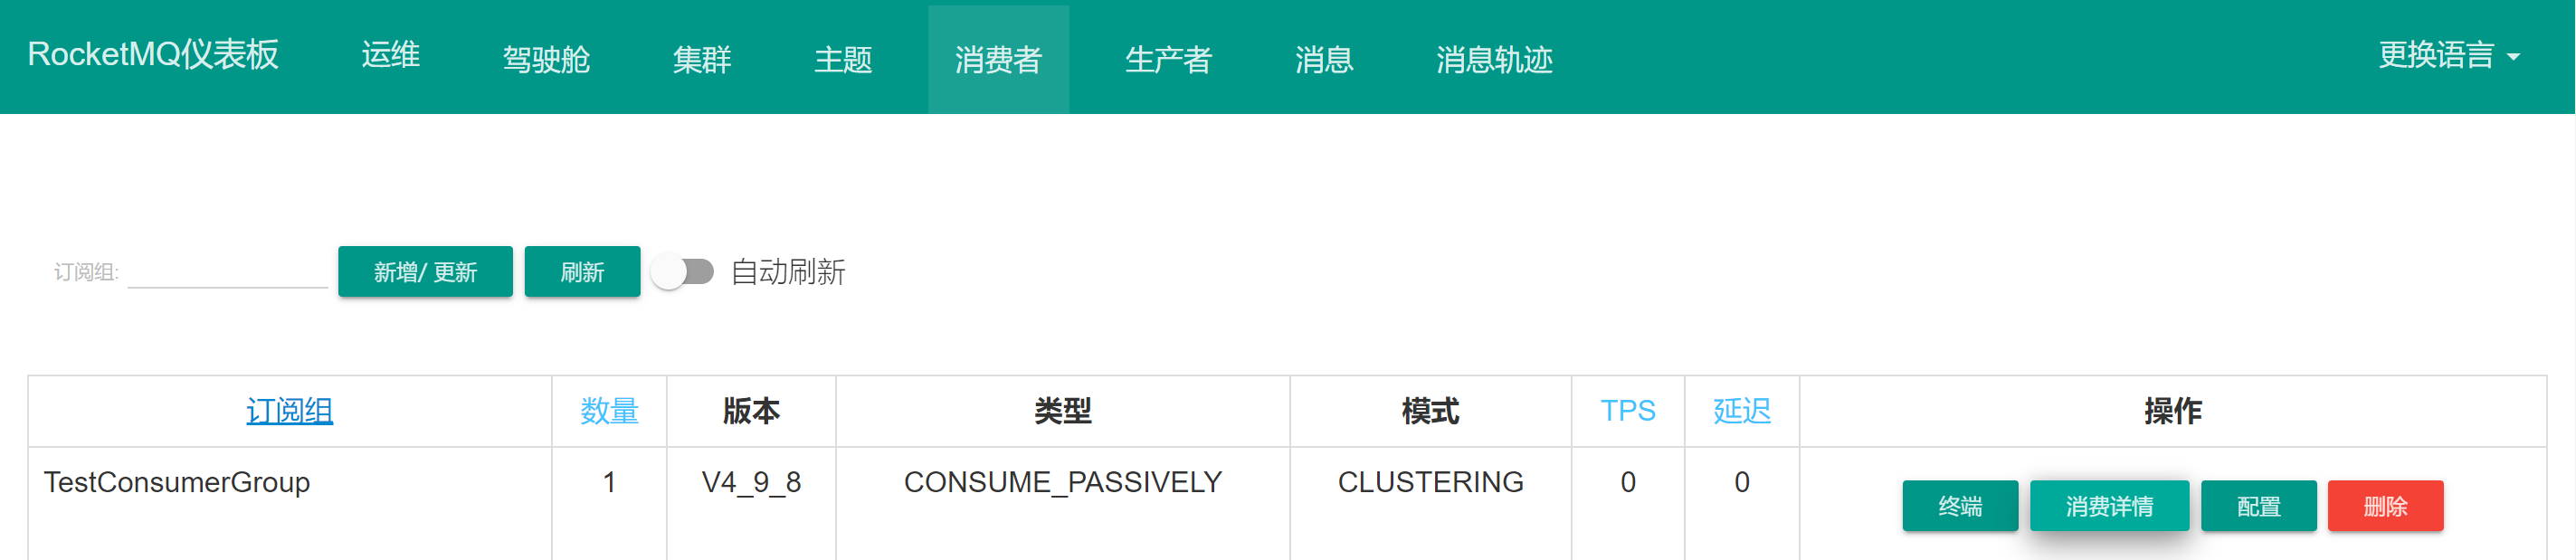 RocketMQ仪表板 运维 驾驶舱 集群 主题 消费者 生产者 消息 消息轨迹 更换语言
订阅组: 新增/ 更新 刷新 自动刷新
订阅组 数量 版本 类型 模式 TPS 延迟 操作
TestConsumerGroup 1 V4_9_8 CONSUME_PASSIVELY CLUSTERING 0 0 终端 消费详情 配置 删除